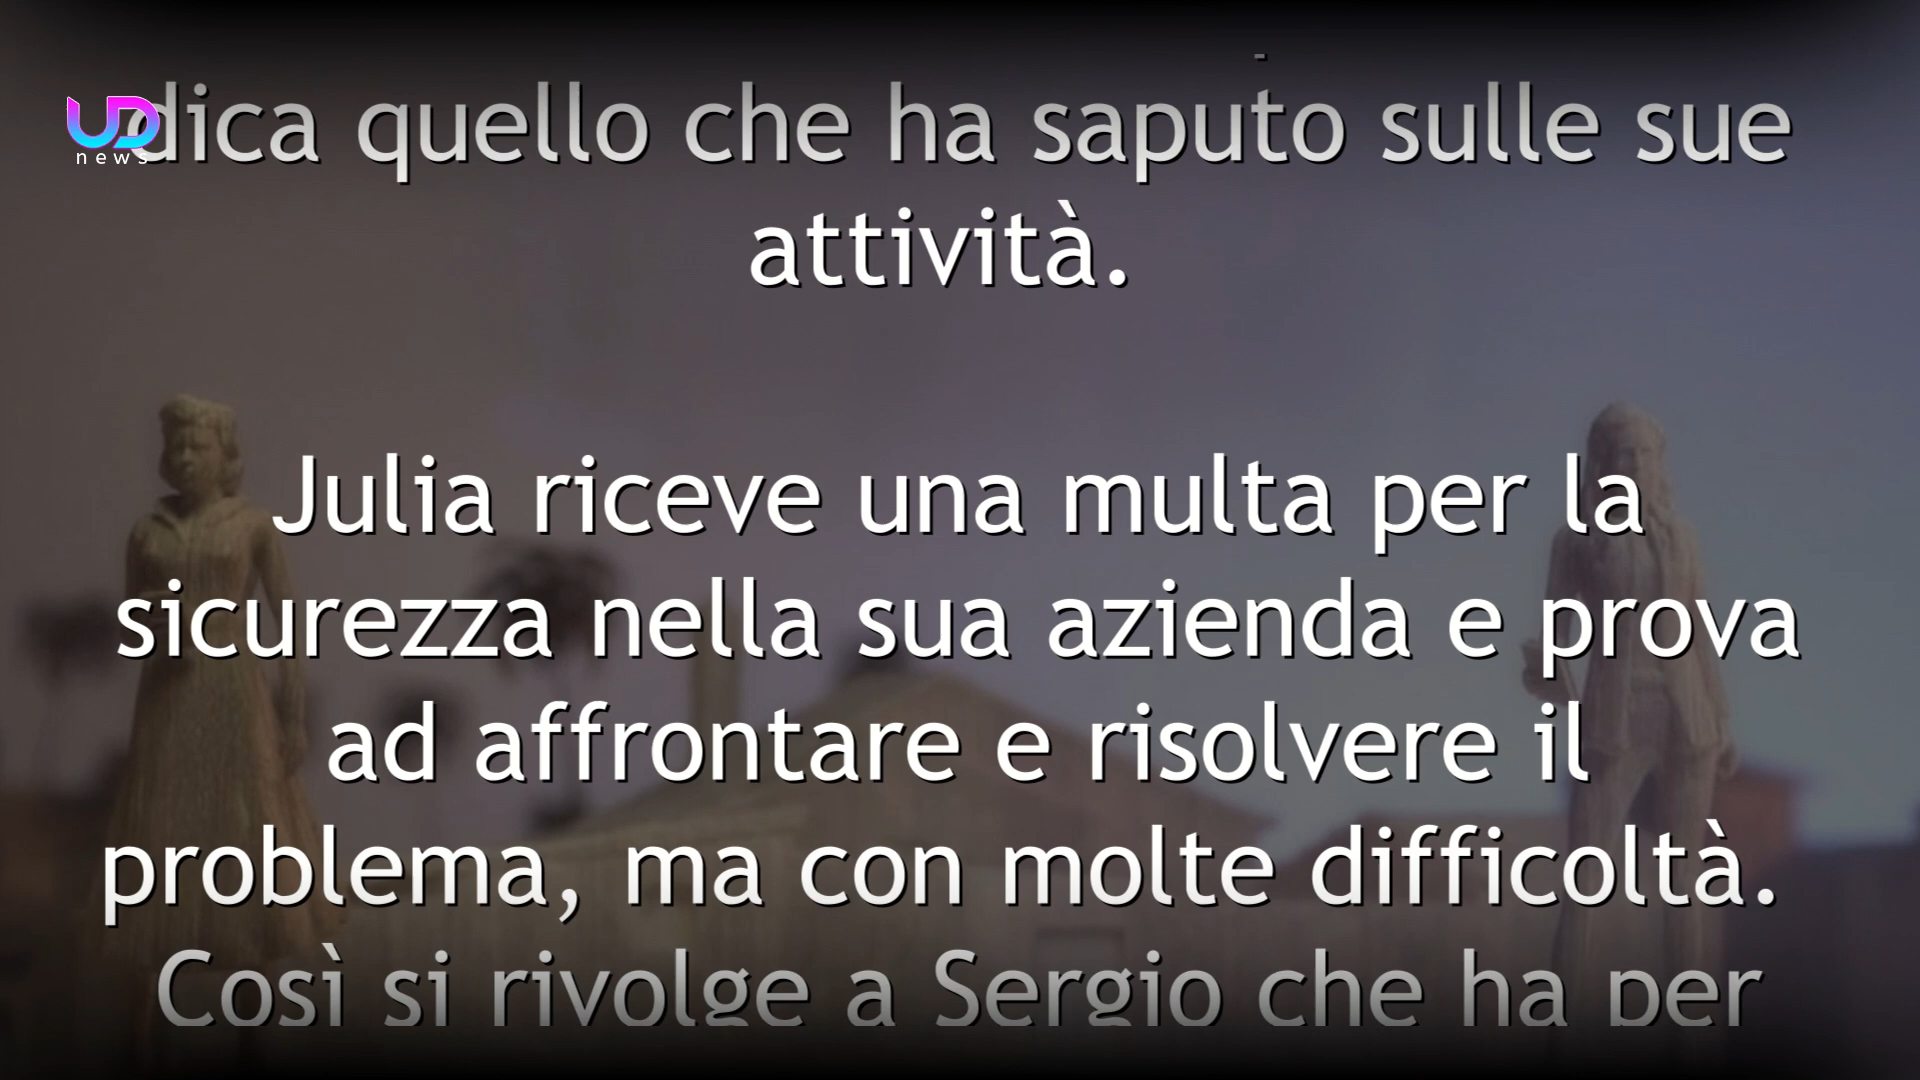 UD
news
dica quello che ha saputo sulle sue
attività.
Julia riceve una multa per la
sicurezza nella sua azienda e prova
ad affrontare e risolvere il
problema, ma con molte difficoltà.
Così si rivolge a Sergio che ha per